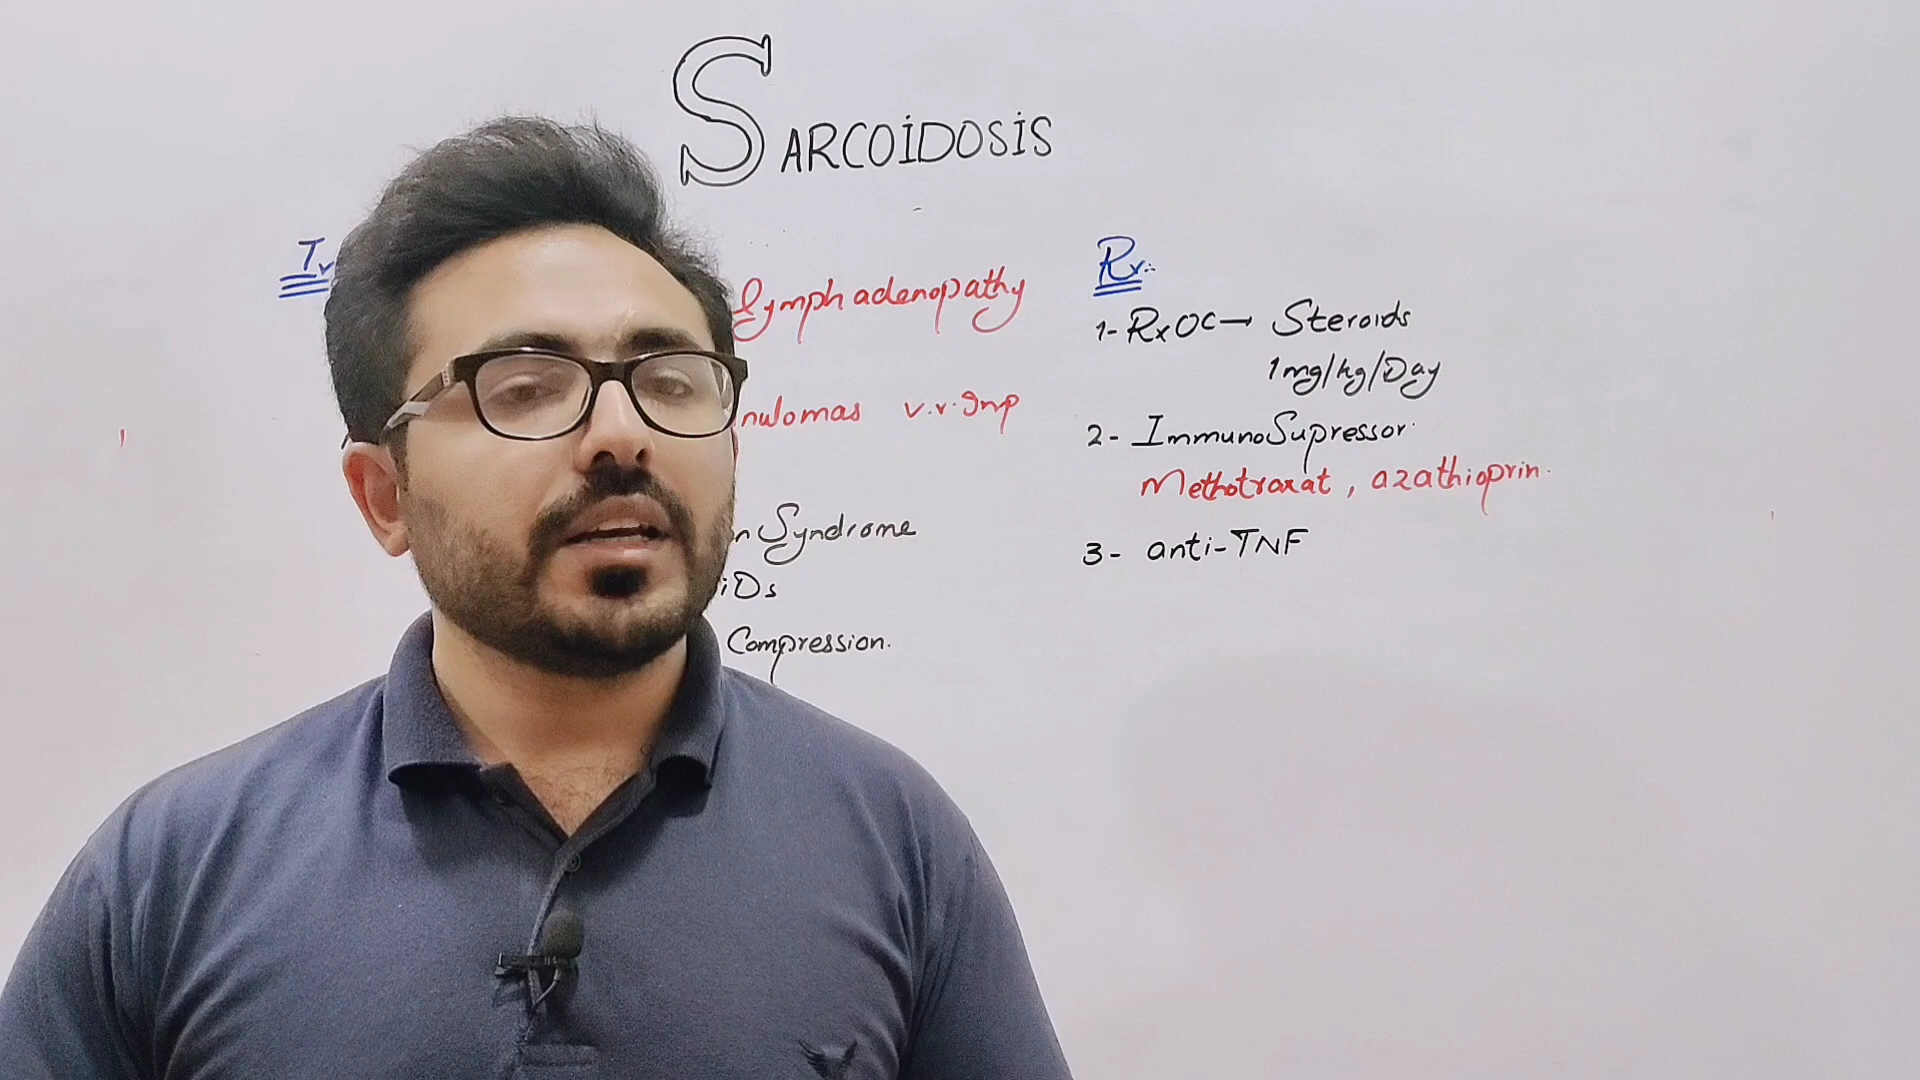 SARCOIDOSIS
Lymphadenopathy
nulomas v.v.Imp
n Syndrome
iDs
Compression.
Rx:
1- RxOC → Steroids
1mg/kg/Day
2- ImmunoSupressor
Methotraxat, azathioprin.
3- anti-TNF